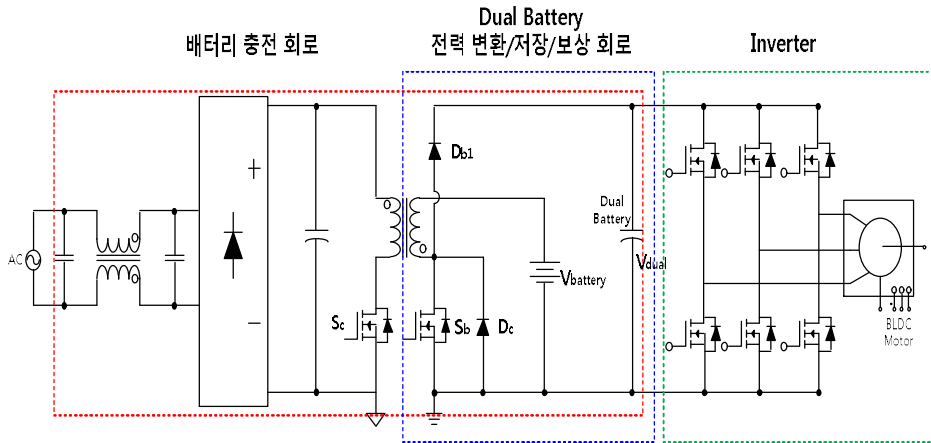 배터리 충전 회로
Dual Battery
전력 변환/저장/보상 회로
Inverter
AC
+
−
Sc
Db1
Sb
Dc
Vbattery
Dual
Battery
Vdual
BLDC
Motor